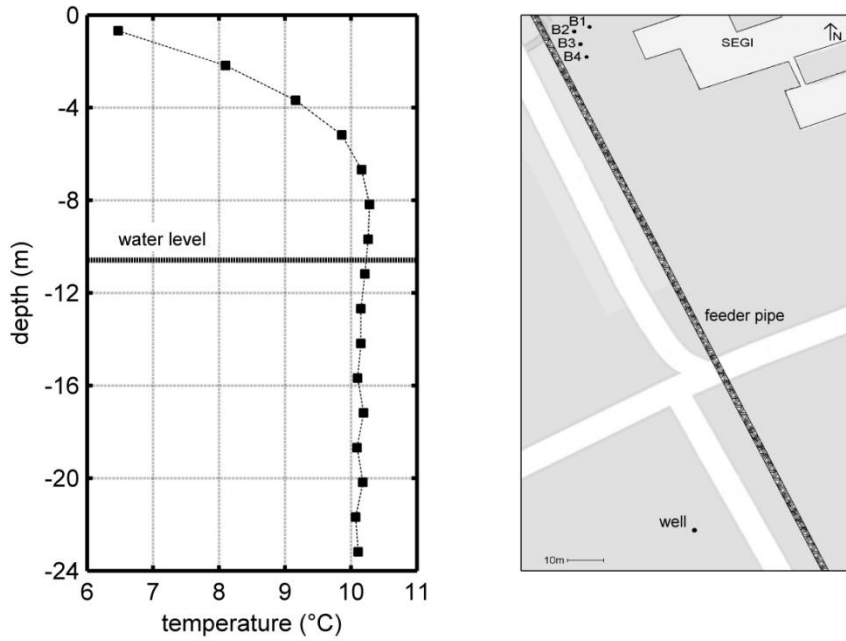 0
-4
-8
-12
-16
-20
-24
depth (m)
water level
6 7 8 9 10 11
temperature (°C)
B1
B2
B3
B4
SEGI
N
feeder pipe
well
10m